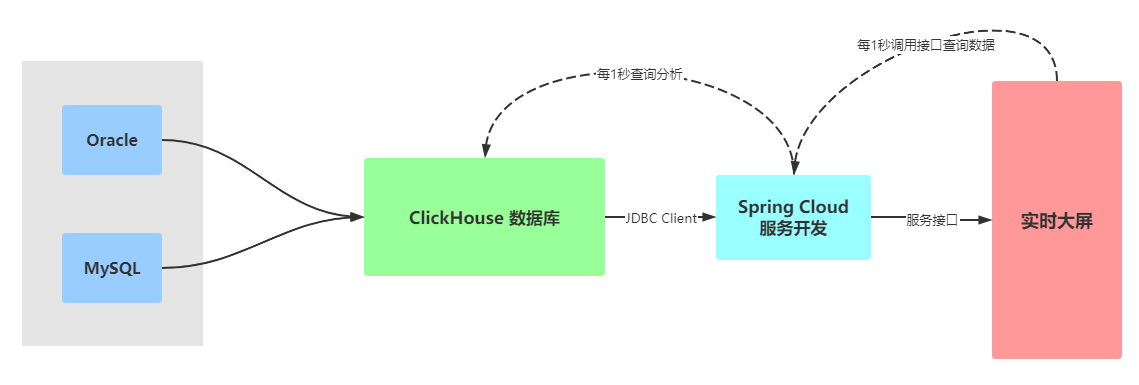 Oracle
MySQL
ClickHouse 数据库
每1秒查询分析
JDBC Client
Spring Cloud
服务开发
每1秒调用接口查询数据
服务接口
实时大屏